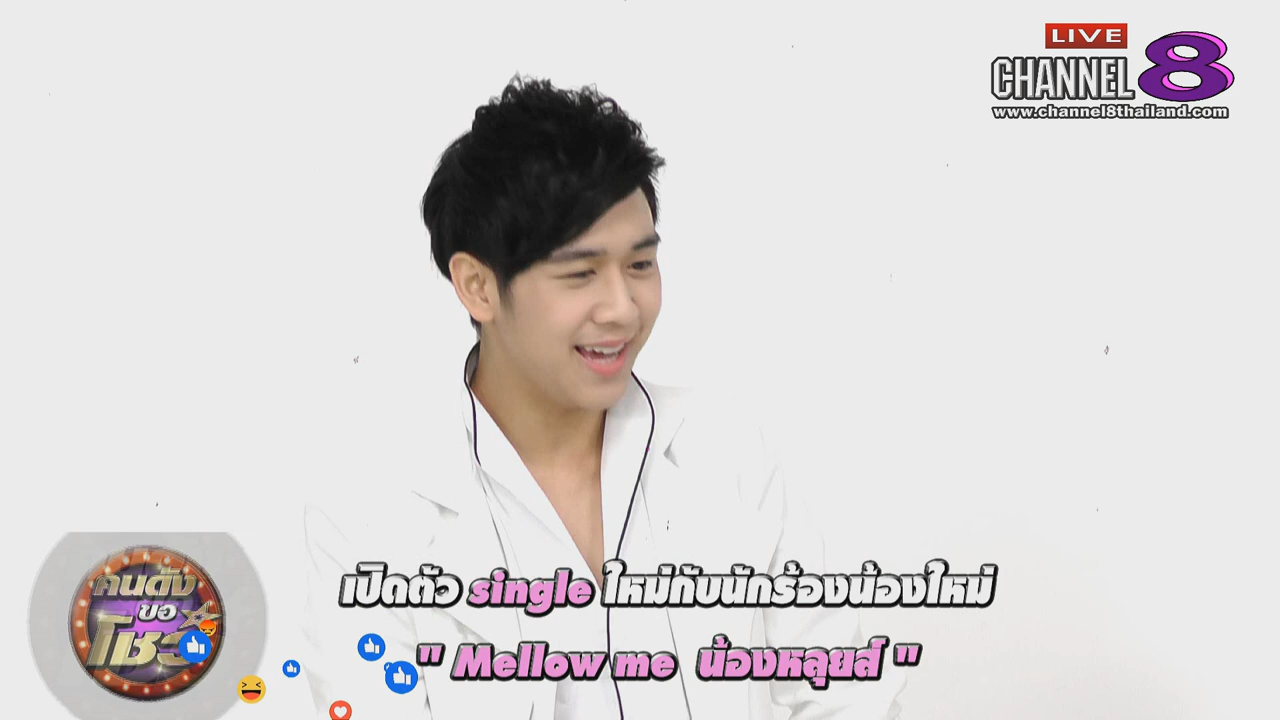 LIVE
CHANNEL 8
www.channel8thailand.com
คนดัง
ขอ
โชว์
เปิดตัว single ใหม่กับนักร้องน้องใหม่
" Mellow me น้องหลุยส์ "